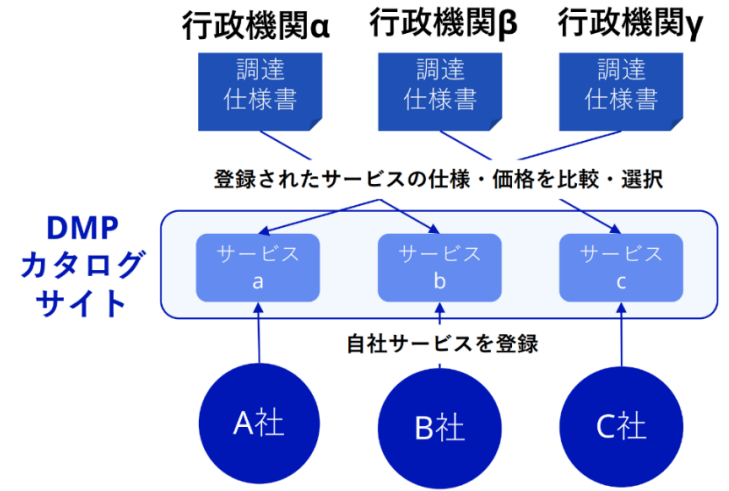 行政機関α
行政機関β
行政機関γ
調達
仕様書
調達
仕様書
調達
仕様書
登録されたサービスの仕様・価格を比較・選択
DMP
カタログ
サイト
サービス
a
サービス
b
サービス
c
自社サービスを登録
A社
B社
C社